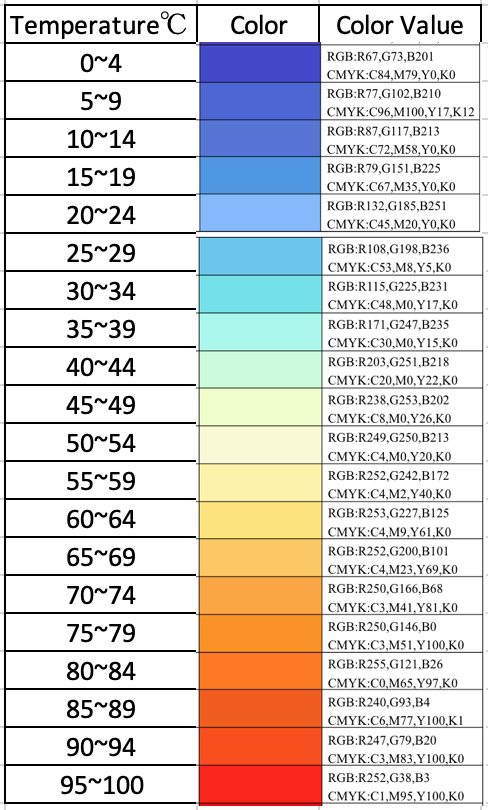 Temperature℃ Color Color Value
0~4 RGB:R67,G73,B201
CMYK:C84,M79,Y0,K0
5~9 RGB:R77,G102,B210
CMYK:C96,M100,Y17,K12
10~14 RGB:R87,G117,B213
CMYK:C72,M58,Y0,K0
15~19 RGB:R79,G151,B225
CMYK:C67,M35,Y0,K0
20~24 RGB:R132,G185,B251
CMYK:C45,M20,Y0,K0
25~29 RGB:R108,G198,B236
CMYK:C53,M8,Y5,K0
30~34 RGB:R115,G225,B231
CMYK:C48,M0,Y17,K0
35~39 RGB:R171,G247,B235
CMYK:C30,M0,Y15,K0
40~44 RGB:R203,G251,B218
CMYK:C20,M0,Y22,K0
45~49 RGB:R238,G253,B202
CMYK:C8,M0,Y26,K0
50~54 RGB:R249,G250,B213
CMYK:C4,M0,Y20,K0
55~59 RGB:R252,G242,B172
CMYK:C4,M2,Y40,K0
60~64 RGB:R253,G227,B125
CMYK:C4,M9,Y61,K0
65~69 RGB:R252,G200,B101
CMYK:C4,M23,Y69,K0
70~74 RGB:R250,G166,B68
CMYK:C3,M41,Y81,K0
75~79 RGB:R250,G146,B0
CMYK:C3,M51,Y100,K0
80~84 RGB:R255,G121,B26
CMYK:C0,M65,Y97,K0
85~89 RGB:R240,G93,B4
CMYK:C6,M77,Y100,K1
90~94 RGB:R247,G79,B20
CMYK:C3,M83,Y100,K0
95~100 RGB:R252,G38,B3
CMYK:C1,M95,Y100,K0